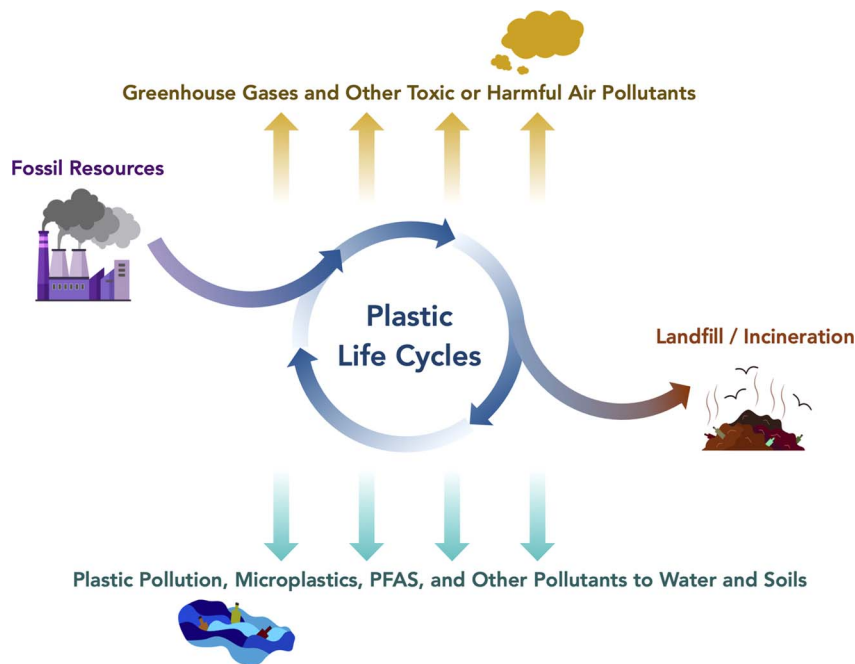 Greenhouse Gases and Other Toxic or Harmful Air Pollutants
Fossil Resources
Plastic
Life Cycles
Landfill / Incineration
Plastic Pollution, Microplastics, PFAS, and Other Pollutants to Water and Soils